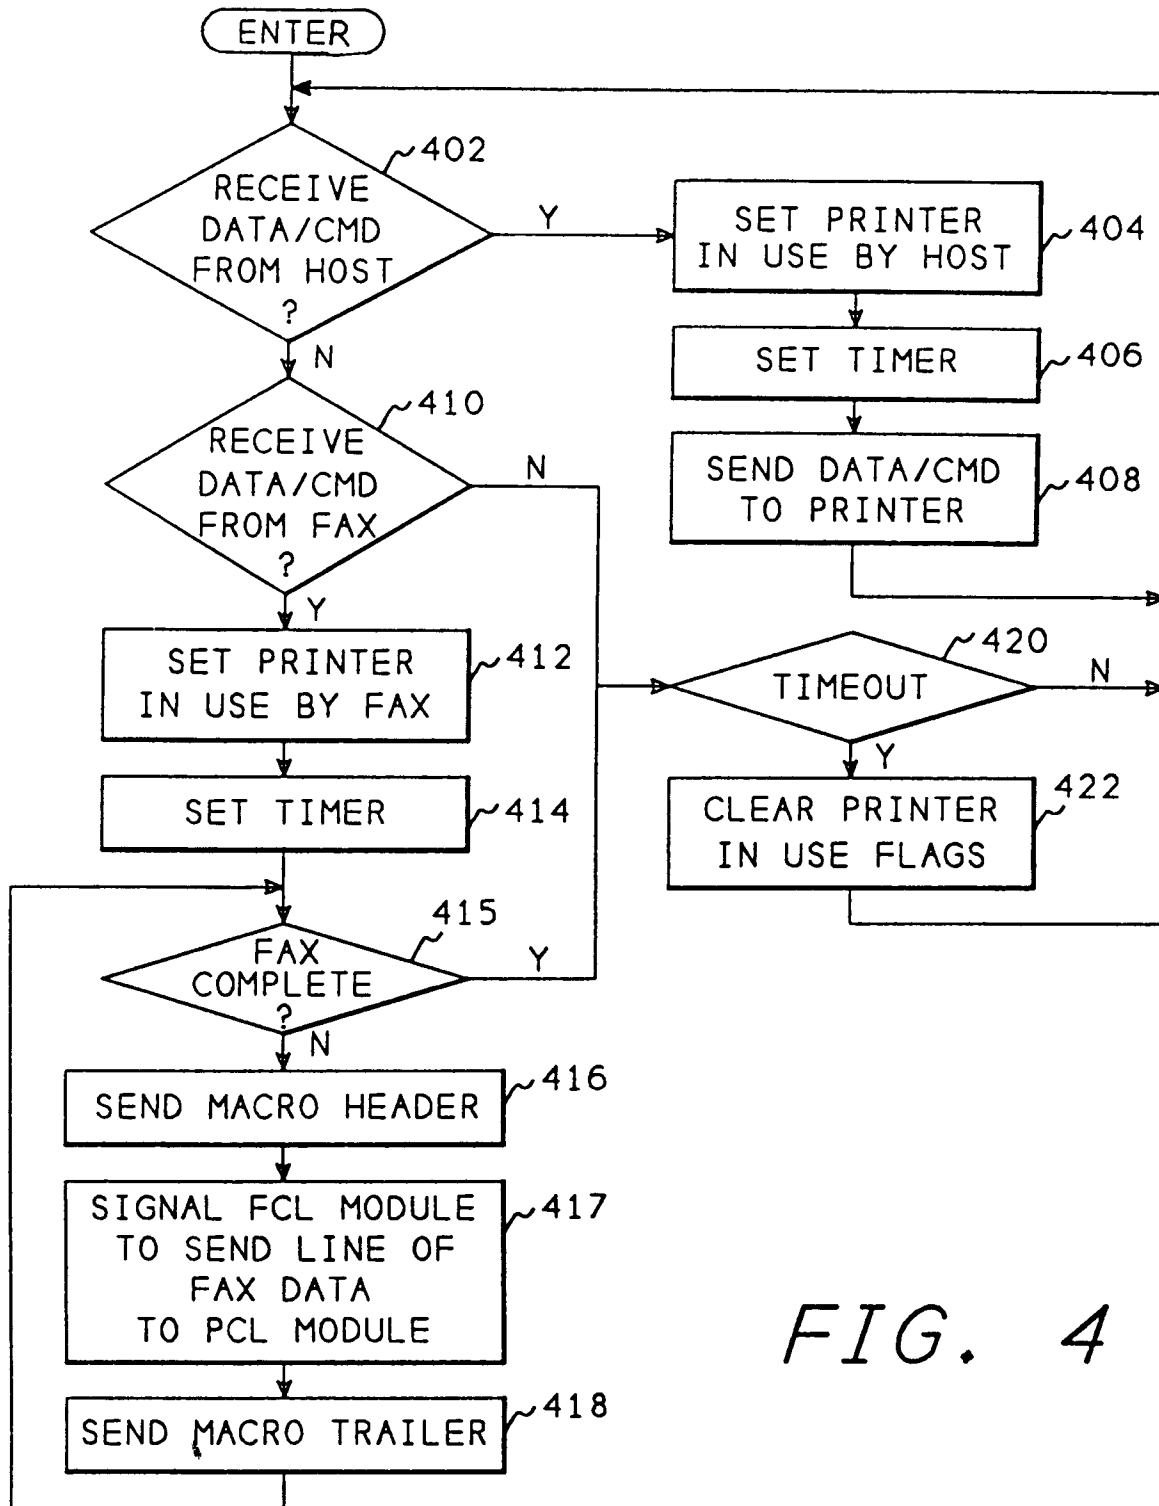 ENTER
402
RECEIVE
DATA/CMD
FROM HOST
?
Y
N
SET PRINTER
IN USE BY HOST
404
SET TIMER
406
SEND DATA/CMD
TO PRINTER
408
410
RECEIVE
DATA/CMD
FROM FAX
?
N
Y
SET PRINTER
IN USE BY FAX
412
SET TIMER
414
415
FAX
COMPLETE
?
Y
N
SEND MACRO HEADER
416
SIGNAL FCL MODULE
TO SEND LINE OF
FAX DATA
TO PCL MODULE
417
SEND MACRO TRAILER
418
420
TIMEOUT
N
Y
CLEAR PRINTER
IN USE FLAGS
422
FIG. 4